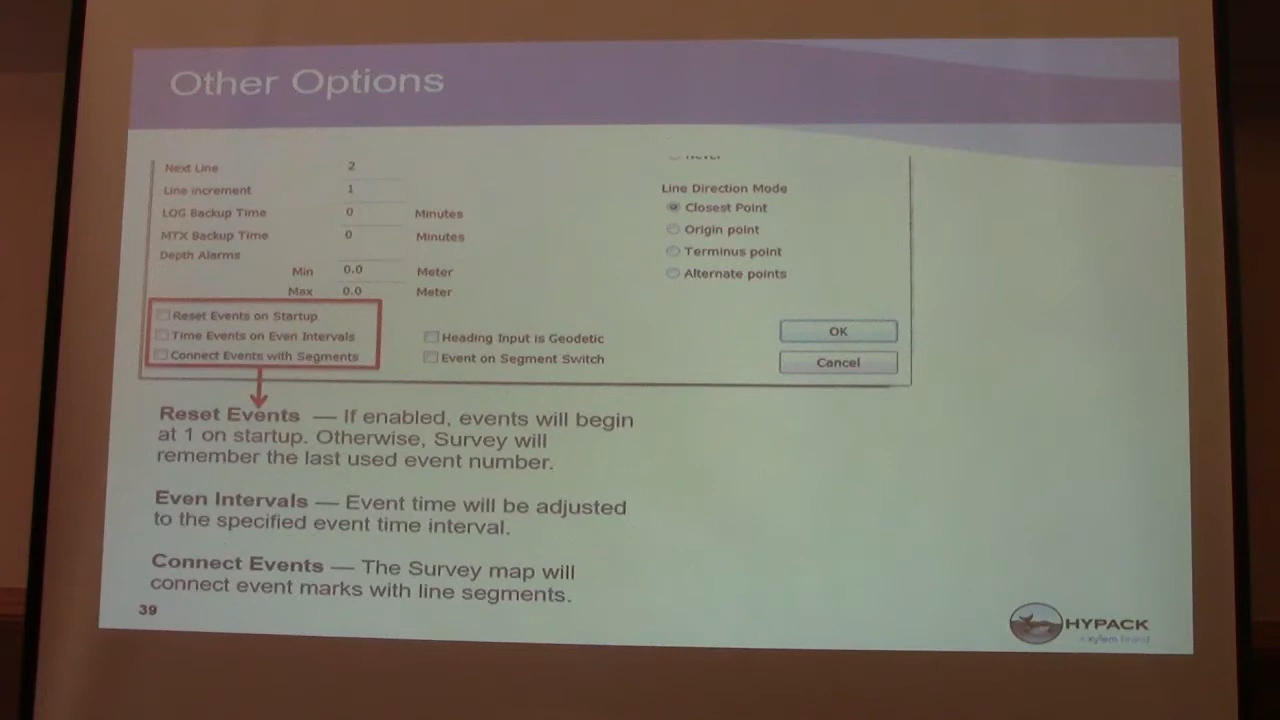 Other Options
Never
Next Line 2
Line increment 1
LOG Backup Time 0 Minutes
MTX Backup Time 0 Minutes
Depth Alarms
Min 0.0 Meter
Max 0.0 Meter
Line Direction Mode
Closest Point
Origin point
Terminus point
Alternate points
Reset Events on Startup
Time Events on Even Intervals
Connect Events with Segments
Heading Input is Geodetic
Event on Segment Switch
OK
Cancel
Reset Events — If enabled, events will begin
at 1 on startup. Otherwise, Survey will
remember the last used event number.
Even Intervals — Event time will be adjusted
to the specified event time interval.
Connect Events — The Survey map will
connect event marks with line segments.
39
HYPACK
a xylem brand